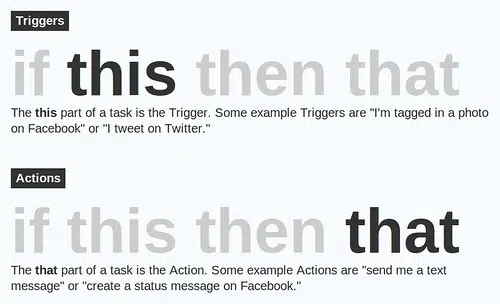 Triggers
if this then that
The this part of a task is the Trigger. Some example Triggers are "I'm tagged in a photo
on Facebook" or "I tweet on Twitter."
Actions
if this then that
The that part of a task is the Action. Some example Actions are "send me a text
message" or "create a status message on Facebook."